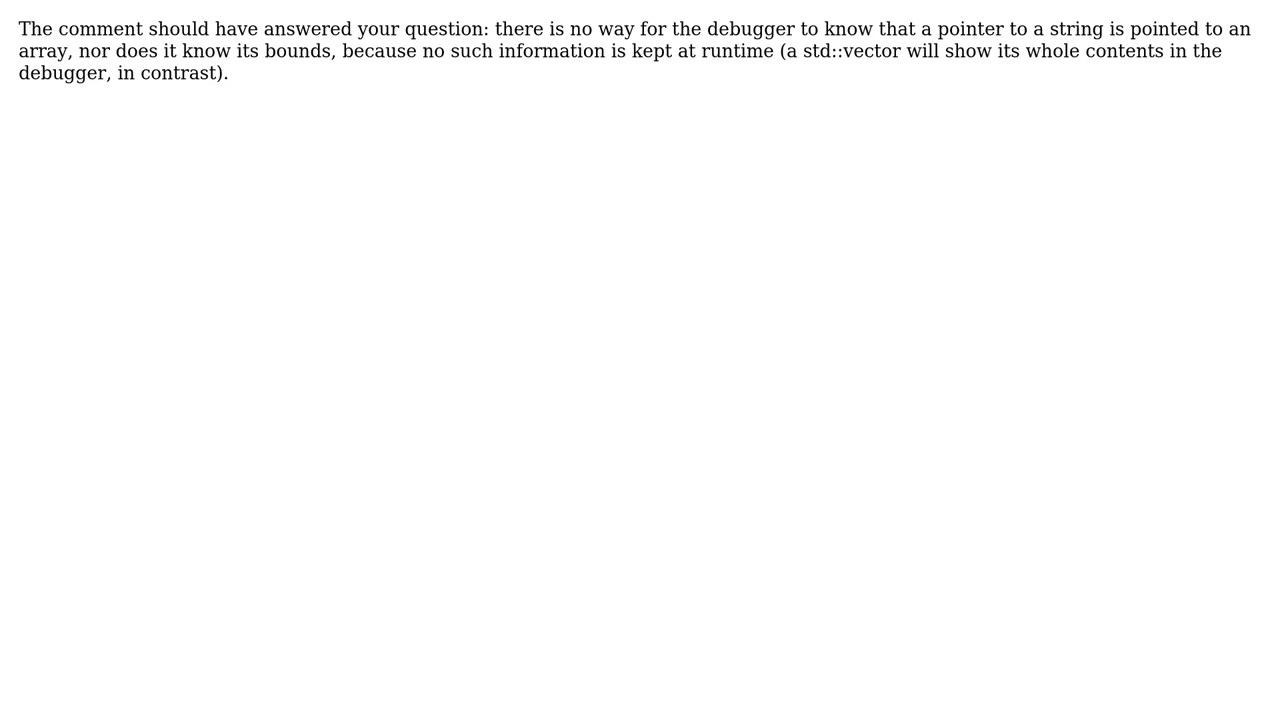 The comment should have answered your question: there is no way for the debugger to know that a pointer to a string is pointed to an
array, nor does it know its bounds, because no such information is kept at runtime (a std::vector will show its whole contents in the
debugger, in contrast).